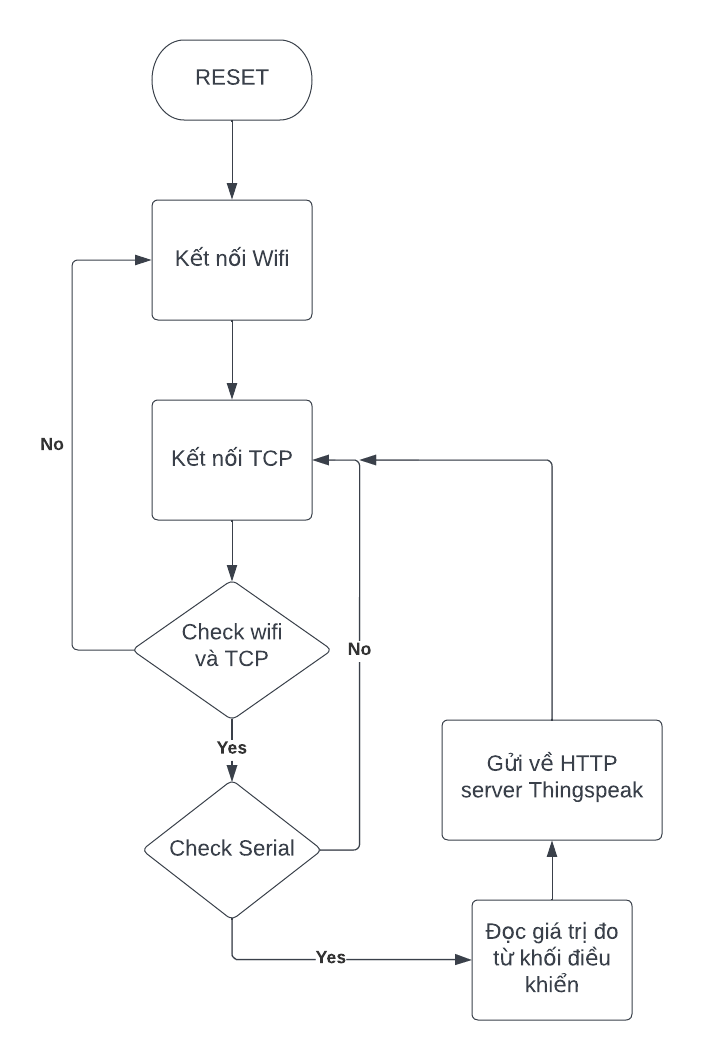 RESET
Kết nối Wifi
No
Kết nối TCP
Check wifi
và TCP
No
Yes
Gửi về HTTP
server Thingspeak
Check Serial
Đọc giá trị đo
từ khối điều
khiển
Yes